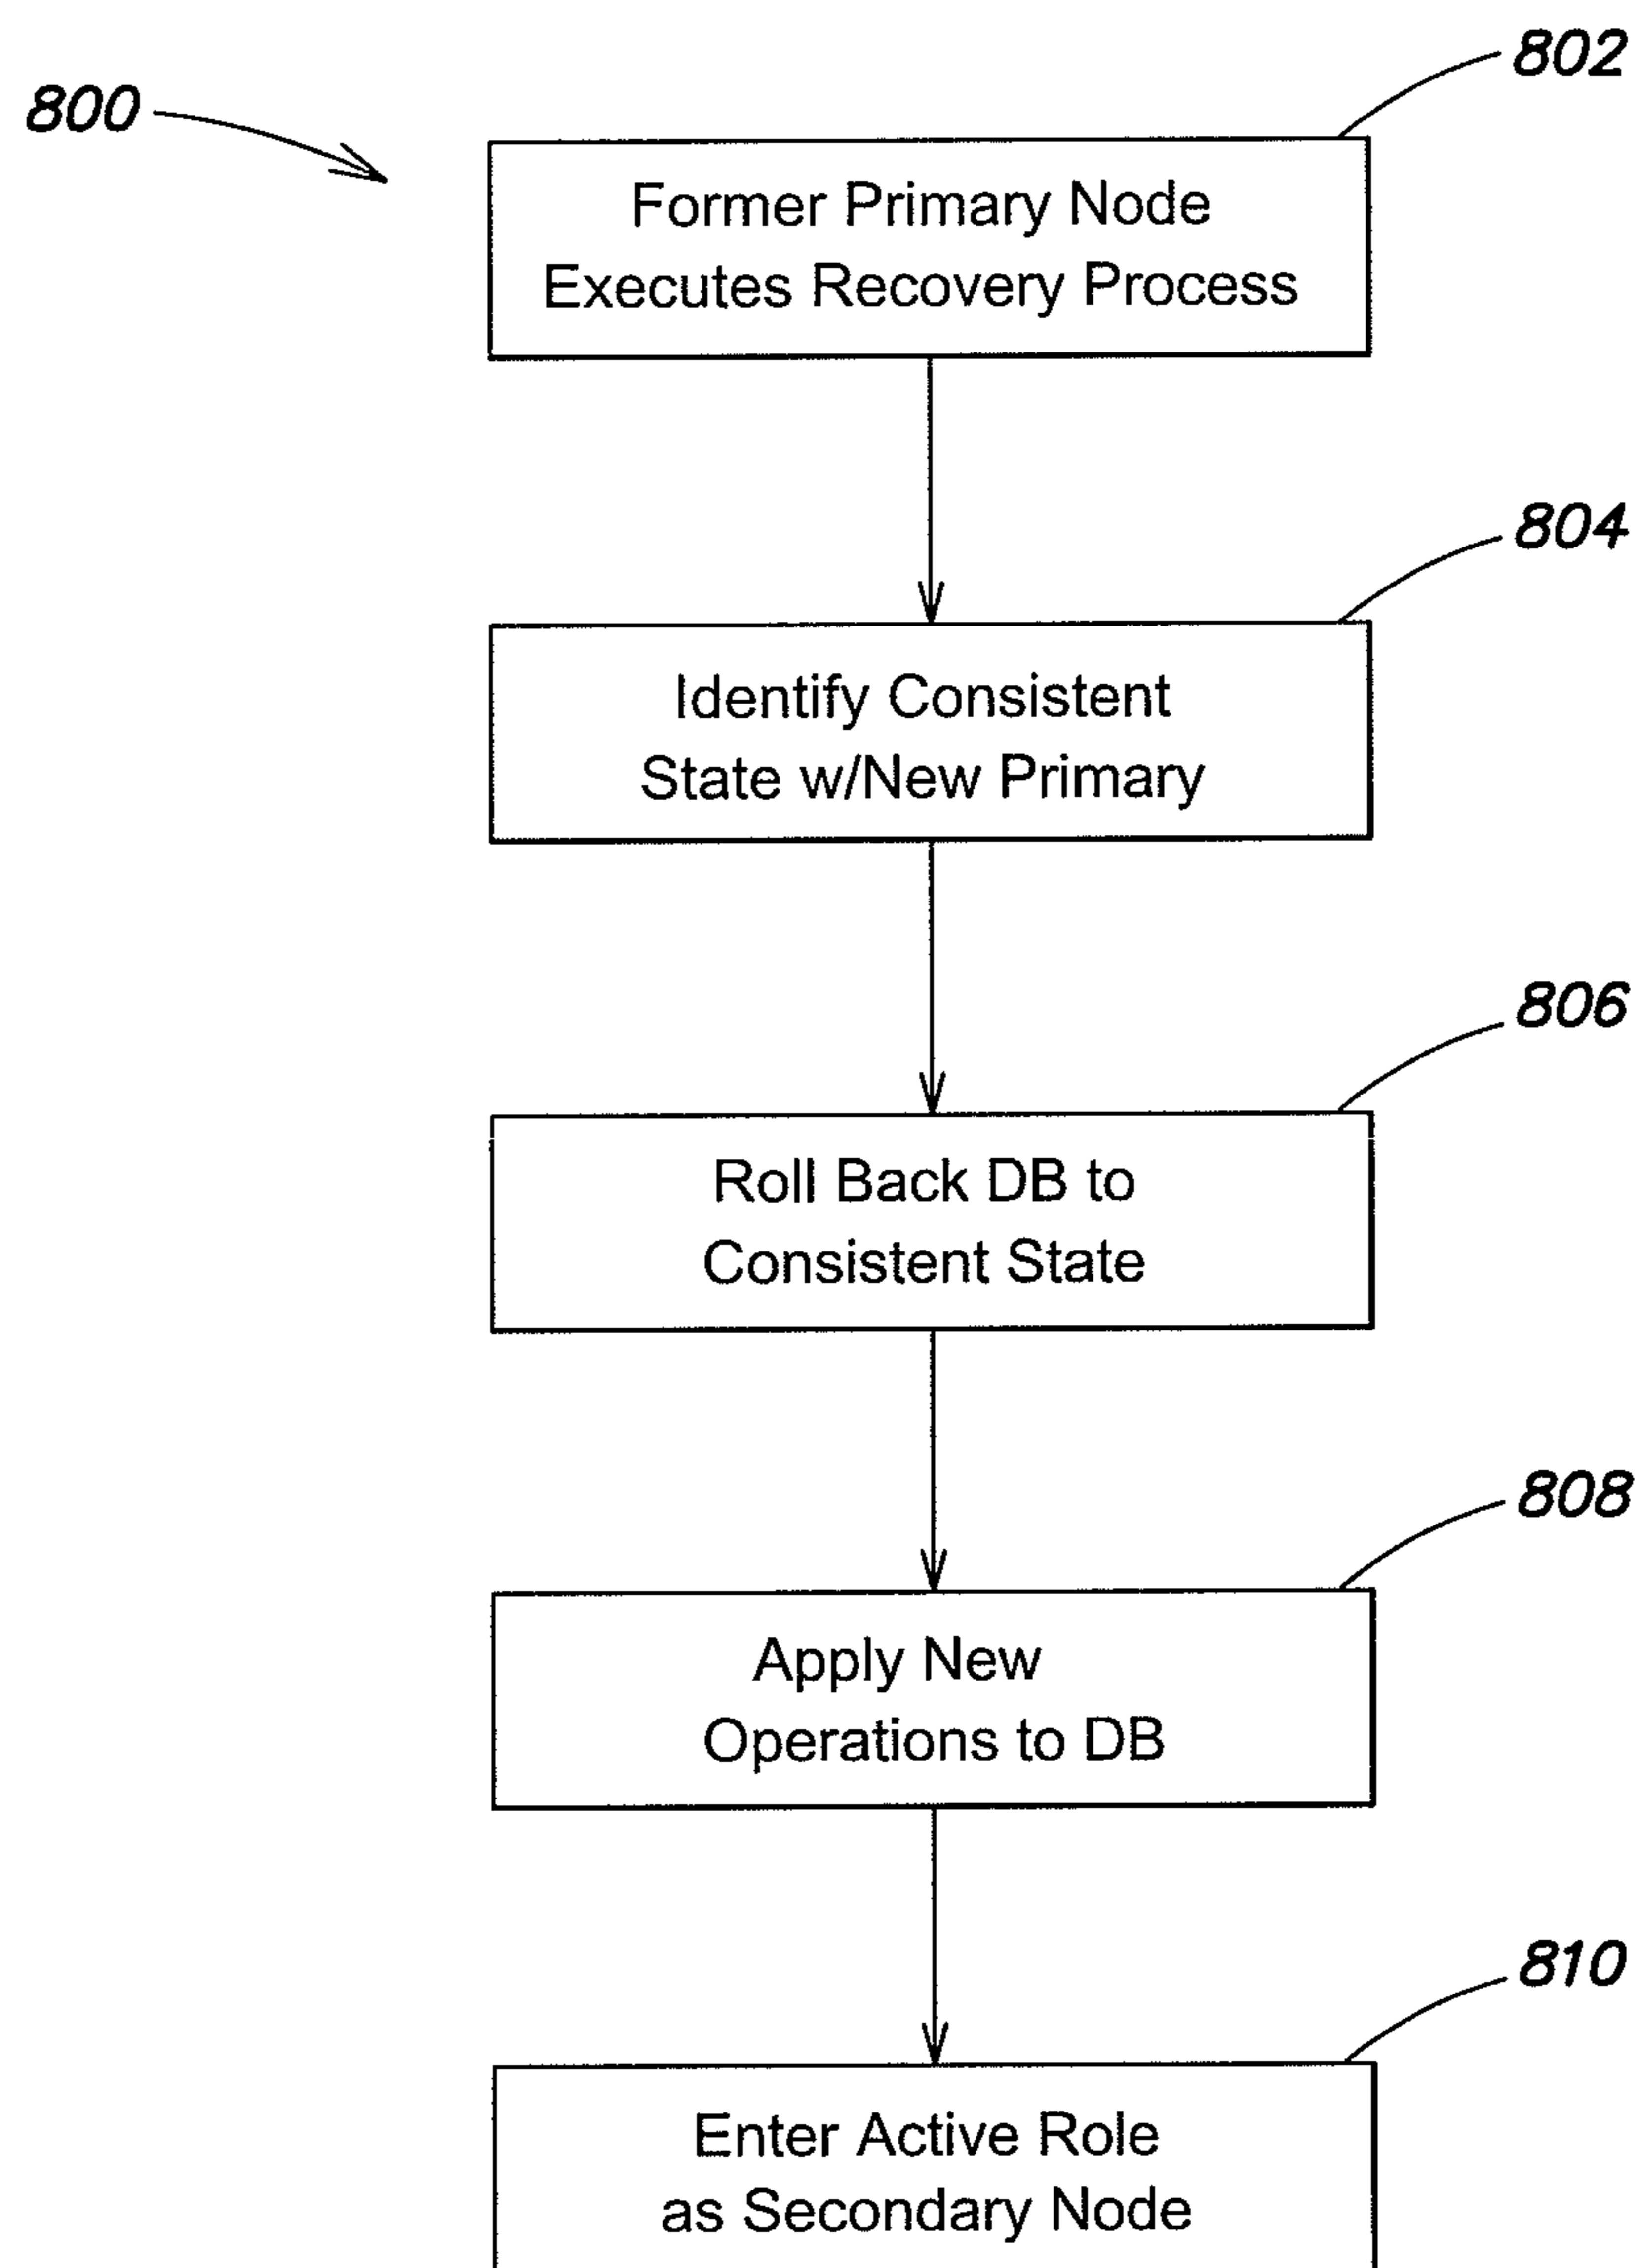 802
800
Former Primary Node
Executes Recovery Process
804
Identify Consistent
State w/New Primary
806
Roll Back DB to
Consistent State
808
Apply New
Operations to DB
810
Enter Active Role
as Secondary Node